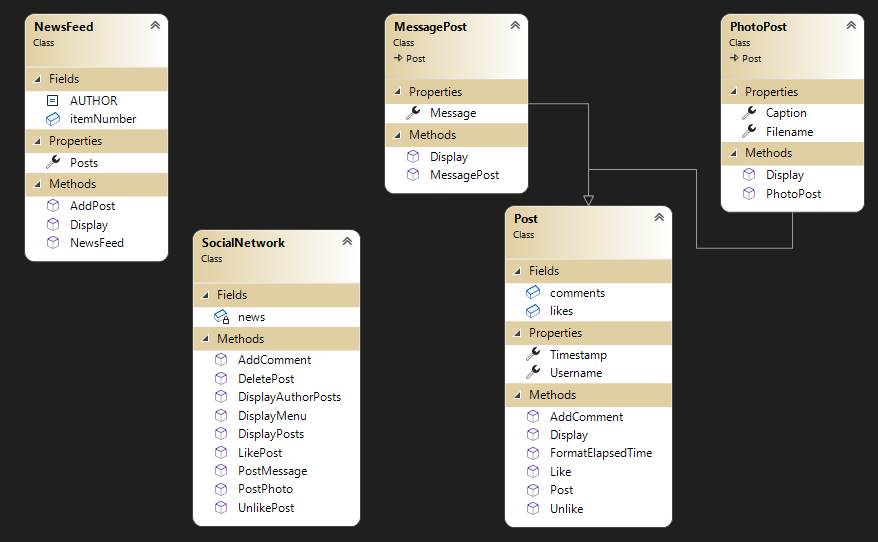 NewsFeed
Class
Fields
AUTHOR
itemNumber
Properties
Posts
Methods
AddPost
Display
NewsFeed
SocialNetwork
Class
Fields
news
Methods
AddComment
DeletePost
DisplayAuthorPosts
DisplayMenu
DisplayPosts
LikePost
PostMessage
PostPhoto
UnlikePost
MessagePost
Class
Post
Properties
Message
Methods
Display
MessagePost
Post
Class
Fields
comments
likes
Properties
Timestamp
Username
Methods
AddComment
Display
FormatElapsedTime
Like
Post
Unlike
PhotoPost
Class
Post
Properties
Caption
Filename
Methods
Display
PhotoPost